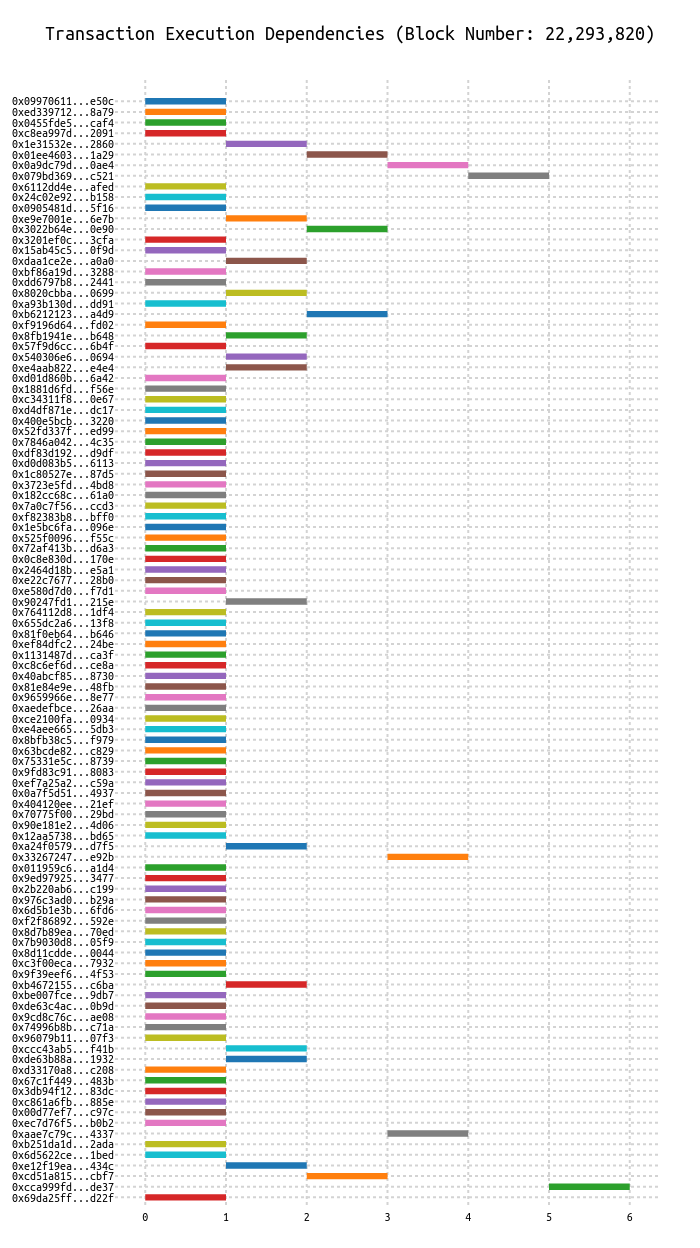 Transaction Execution Dependencies (Block Number: 22,293,820)
0x09970611...e50c
0xed339712...8a79
0x0455fde5...caf4
0xc8ea997d...2091
0x1e31532e...2860
0x01ee4603...1a29
0xa9dc79d...0ae4
0x079bd369...c521
0x6112dd4e...afed
0x24c02e92...b158
0x0905481d...5f16
0xe9e7001e...6e7b
0x3022b64e...0e90
0x3201ef0c...3cfa
0x15ab45c5...0f9d
0xdaa1ce2e...a0a0
0xbf86a19d...3288
0xdd6797b8...2441
0x8020cbba...0699
0xa93b130d...dd91
0xb6212123...a4d9
0xf9196d64...fd02
0x8fb1941e...b648
0x57f9d6cc...6b4f
0x540306e6...0694
0xe4aab822...e4e4
0xd01d860b...6a42
0x1881d6fd...f56e
0xc34311f8...0e67
0xd4df871e...dc17
0x400e5bcb...3220
0x52fd337f...ed99
0x7846a042...4c35
0xdf83d192...d9df
0xd0d083b5...6113
0x1c80527e...87d5
0x3723e5fd...4bd8
0x182cc68c...61a0
0x7a0c7f56...ccd3
0xf82383b8...bff0
0x1e5bc6fa...096e
0x525f0096...f55c
0x72af413b...d6a3
0x0c8e830d...170e
0x2464d18b...e5a1
0xe22c7677...28b0
0xe580d7d0...f7d1
0x90247fd1...215e
0x764112d8...1df4
0x655dc2a6...13f8
0x81f0eb64...b646
0xef84dfc2...24be
0x1131487d...ca3f
0xc8c6ef6d...ce8a
0x40abcf85...8730
0x81e84e9e...48fb
0x9659966e...8e77
0xaedefbce...26aa
0xce2100fa...0934
0xe4aee665...5db3
0x8bfb38c5...f979
0x63bcde82...c829
0x75331e5c...8739
0x9fd83c91...8083
0xef7a25a2...c59a
0x0a7f5d51...4937
0x404120ee...21ef
0x70775f00...29bd
0x90e181e2...4d06
0x12aa5738...bd65
0xa24f0579...d7f5
0x33267247...e92b
0x011959c6...a1d4
0x9ed97925...3477
0x2b220ab6...c199
0x976c3ad0...b29a
0x6d5b1e3b...6fd6
0xf2f86892...592e
0x8d7b89ea...70ed
0x7b9030d8...05f9
0x8d11cdde...0044
0xc3f00eca...7932
0x9f39eef6...4f53
0xb4672155...c6ba
0xbe007fce...9db7
0xde63c4ac...0b9d
0x9cd8c76c...ae08
0x74996b8b...c71a
0x96079b11...07f3
0xccc43ab5...f41b
0xde63b88a...1932
0xd33170a8...c208
0x67c1f449...483b
0x3db94f12...83dc
0xc861a6fb...885e
0x00d77ef7...c97c
0xec7d76f5...b0b2
0xaae7c79c...4337
0xb251da1d...2ada
0x6d5622ce...1bed
0xe12f19ea...434c
0xcd51a815...cbf7
0xcca999fd...de37
0x69da25ff...d22f
0 1 2 3 4 5 6